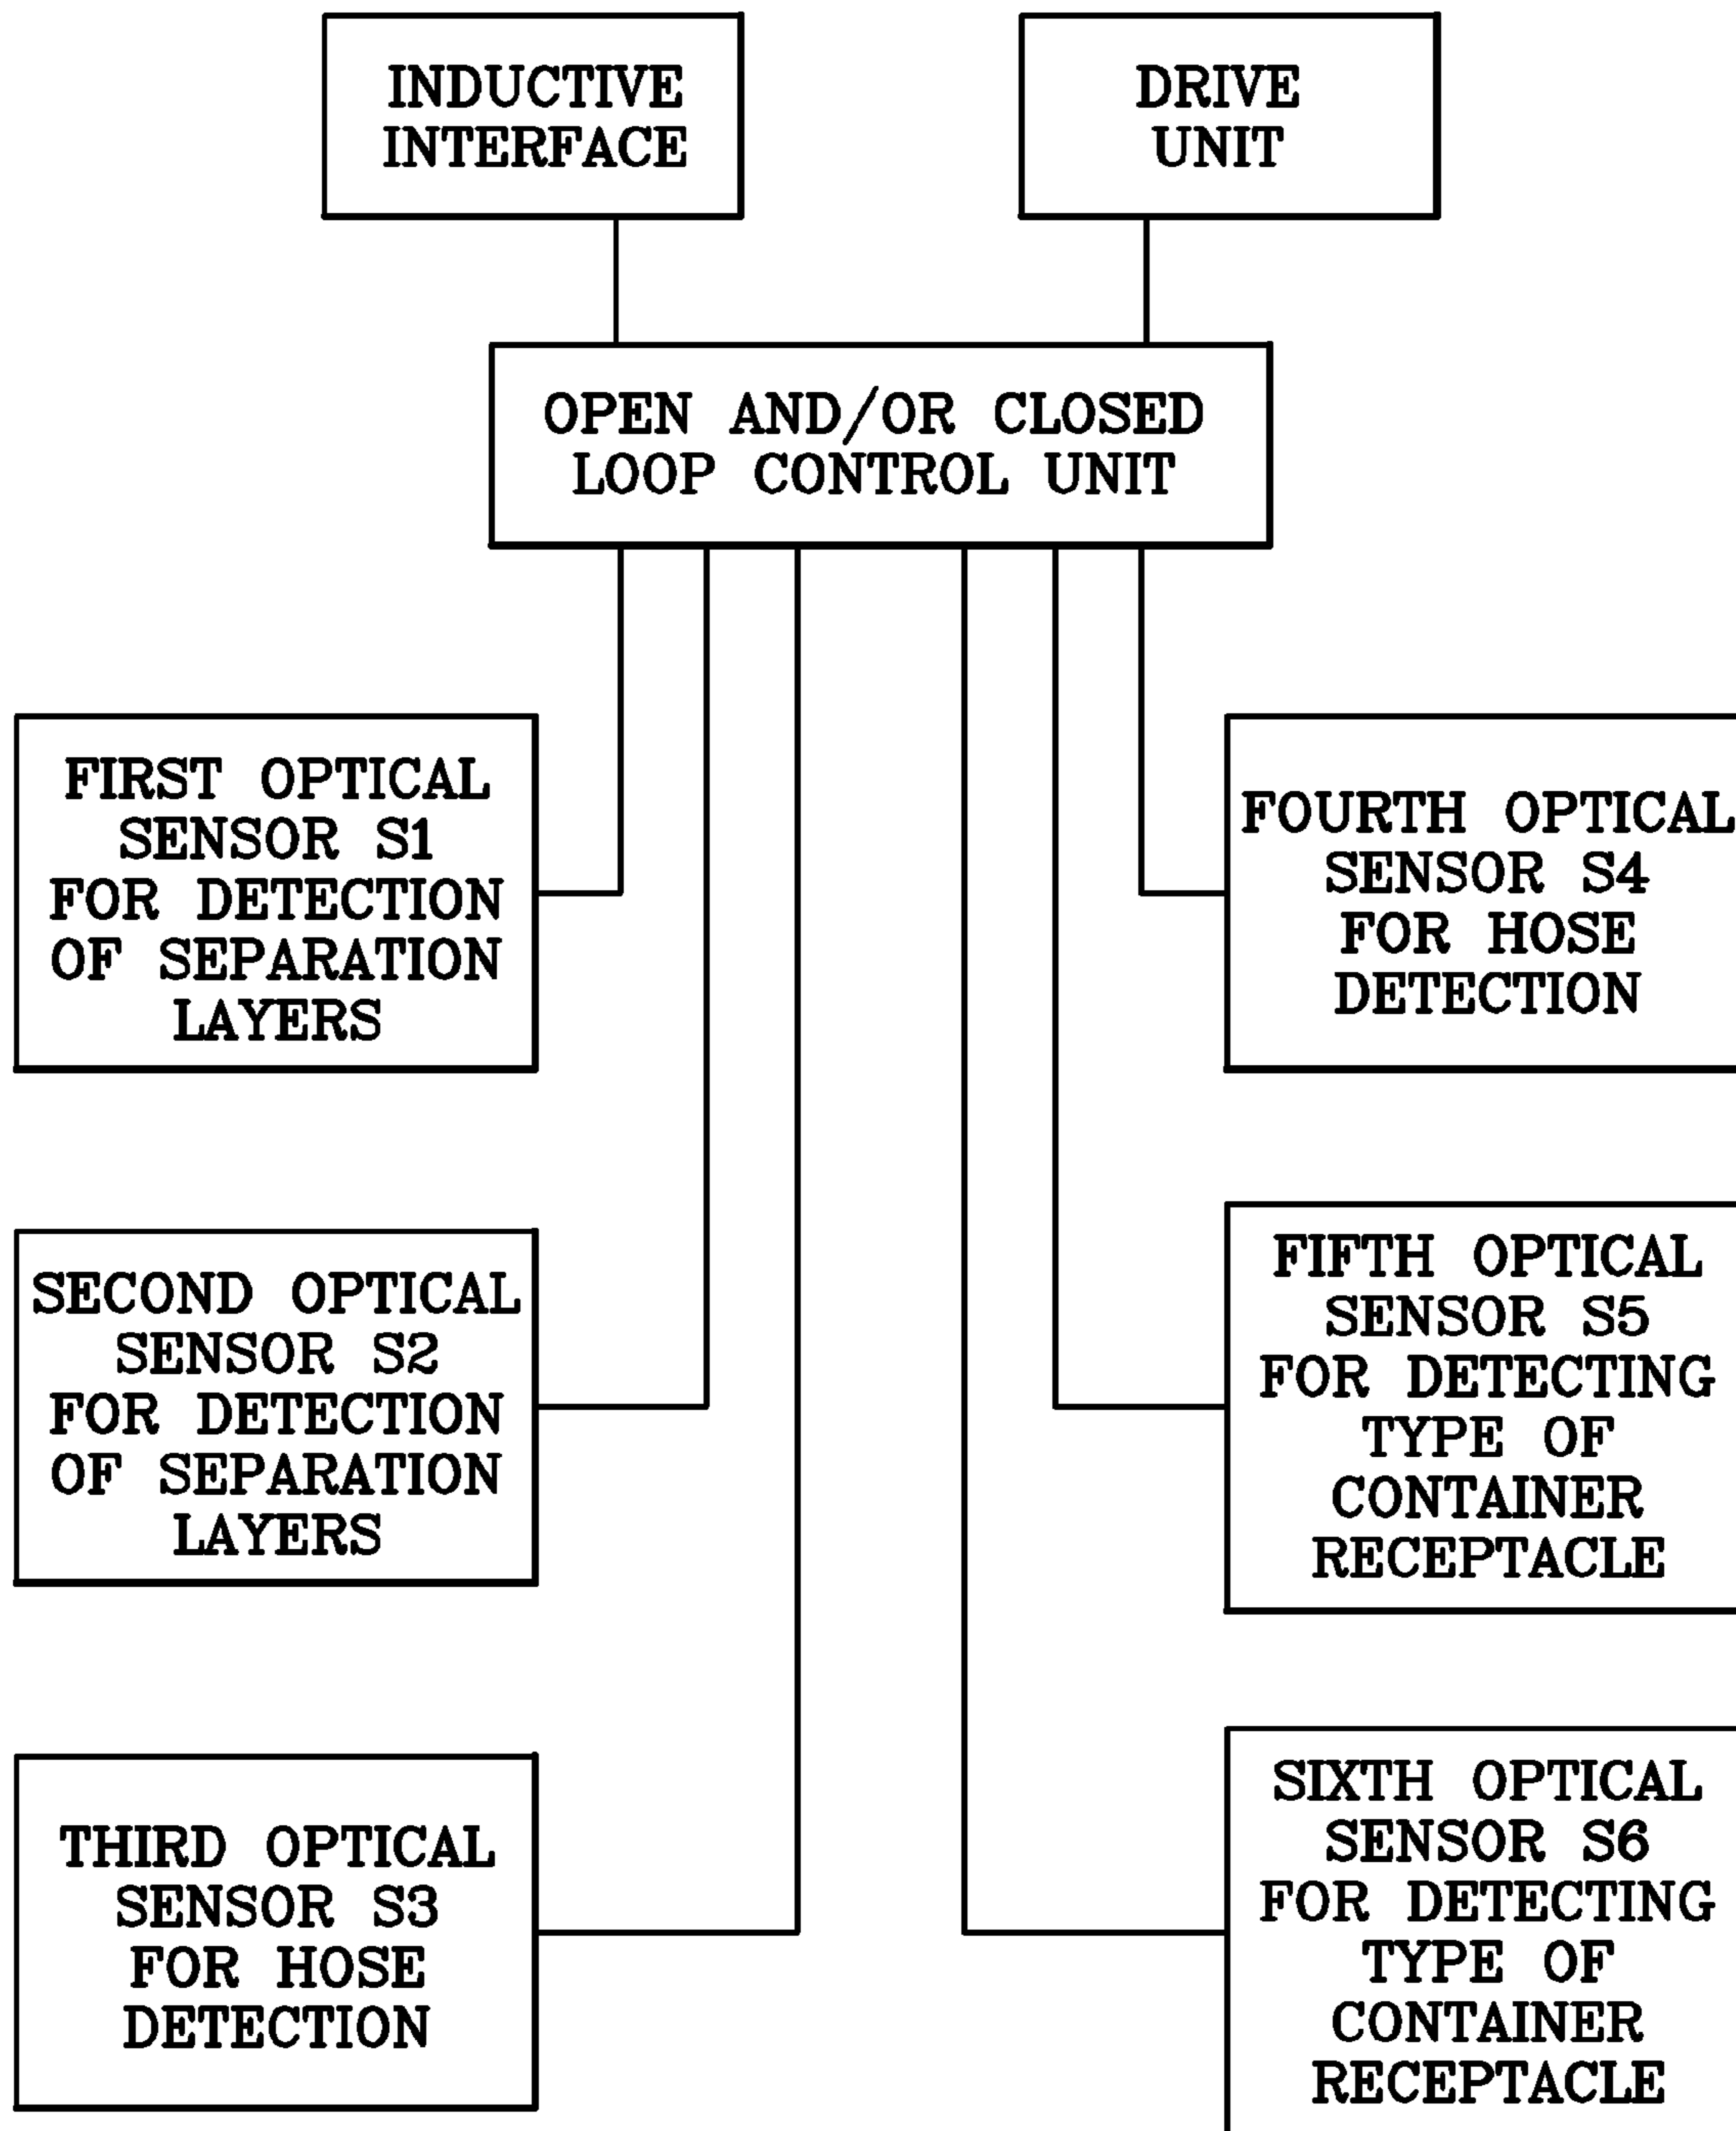 INDUCTIVE
INTERFACE
DRIVE
UNIT
OPEN AND/OR CLOSED
LOOP CONTROL UNIT
FIRST OPTICAL
SENSOR S1
FOR DETECTION
OF SEPARATION
LAYERS
FOURTH OPTICAL
SENSOR S4
FOR HOSE
DETECTION
SECOND OPTICAL
SENSOR S2
FOR DETECTION
OF SEPARATION
LAYERS
FIFTH OPTICAL
SENSOR S5
FOR DETECTING
TYPE OF
CONTAINER
RECEPTACLE
THIRD OPTICAL
SENSOR S3
FOR HOSE
DETECTION
SIXTH OPTICAL
SENSOR S6
FOR DETECTING
TYPE OF
CONTAINER
RECEPTACLE